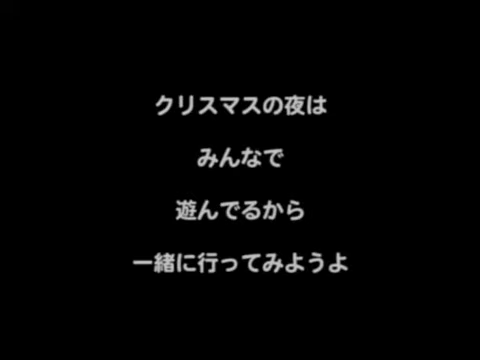 クリスマスの夜は
みんなで
遊んでるから
一緒に行ってみようよ